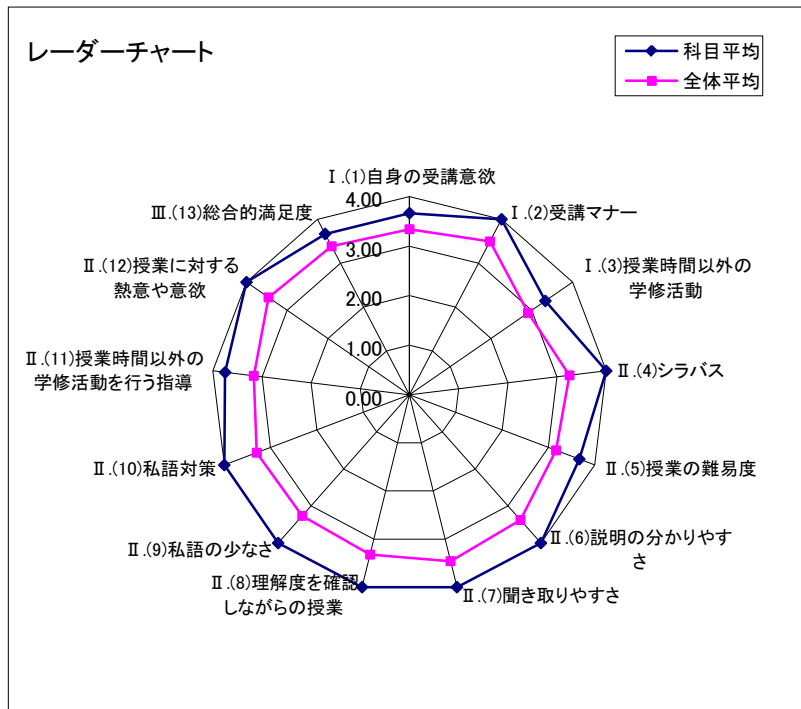 レーダーチャート
科目平均
全体平均
Ⅰ.(1)自身の受講意欲
Ⅰ.(2)受講マナー
Ⅰ.(3)授業時間以外の
学修活動
Ⅱ.(4)シラバス
Ⅱ.(5)授業の難易度
Ⅱ.(6)説明の分かりやす
さ
Ⅱ.(7)聞き取りやすさ
Ⅱ.(8)理解度を確認
しながらの授業
Ⅱ.(9)私語の少なさ
Ⅱ.(10)私語対策
Ⅱ.(11)授業時間以外の
学修活動を行う指導
Ⅱ.(12)授業に対する
熱意や意欲
Ⅲ.(13)総合的満足度
4.00
3.00
2.00
1.00
0.00